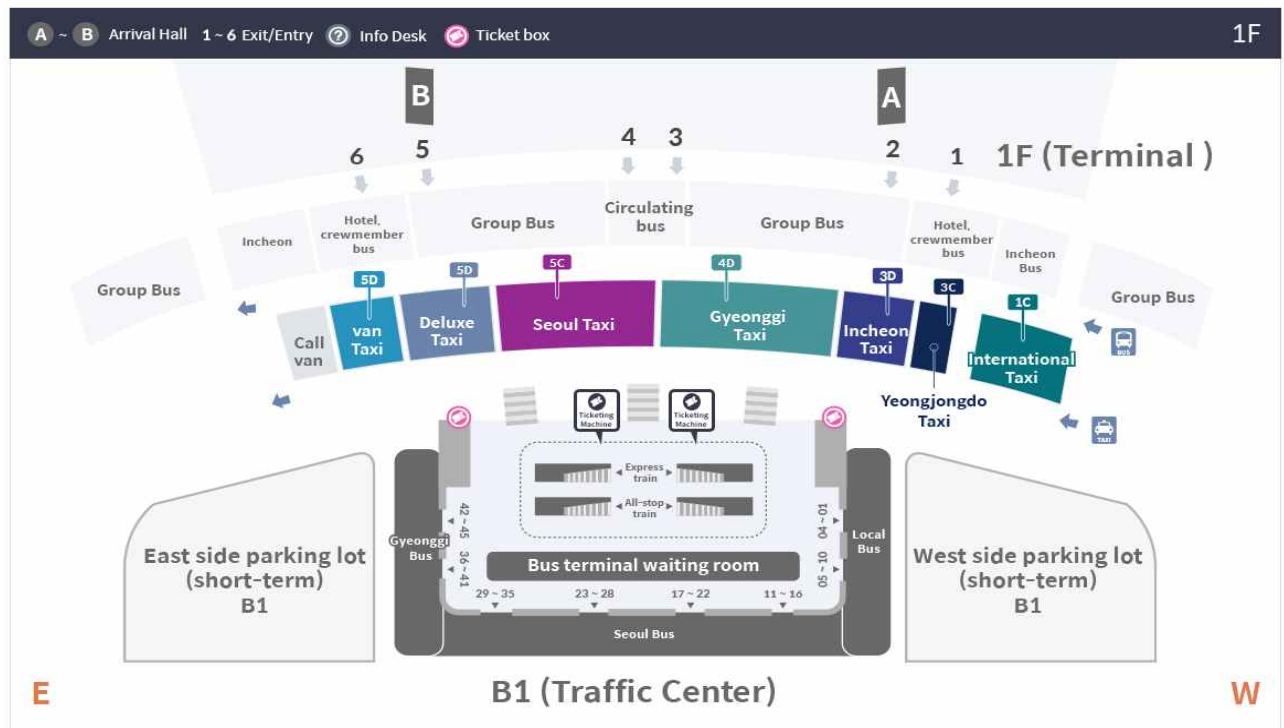 A ~ B Arrival Hall 1 ~ 6 Exit/Entry ? Info Desk Ticket box
1F
B
A
6
5
4
3
2
1
1F (Terminal )
Group Bus
Incheon
Hotel,
crewmember
bus
Group Bus
Circulating
bus
Group Bus
Hotel,
crewmember
bus
Incheon
Bus
Group Bus
5D
5D
5C
4D
3D
3C
1C
Call
van
van
Taxi
Deluxe
Taxi
Seoul Taxi
Gyeonggi
Taxi
Incheon
Taxi
Yeongjongdo
Taxi
International
Taxi
BUS
TAXI
Ticketing
Machine
Ticketing
Machine
Express
train
All-stop
train
East side parking lot
(short-term)
B1
Gyeonggi
Bus
42 ~ 45
36 ~ 41
04 ~ 01
05 ~ 10
Local
Bus
West side parking lot
(short-term)
B1
Bus terminal waiting room
29 ~ 35
23 ~ 28
17 ~ 22
11 ~ 16
Seoul Bus
E
B1 (Traffic Center)
W